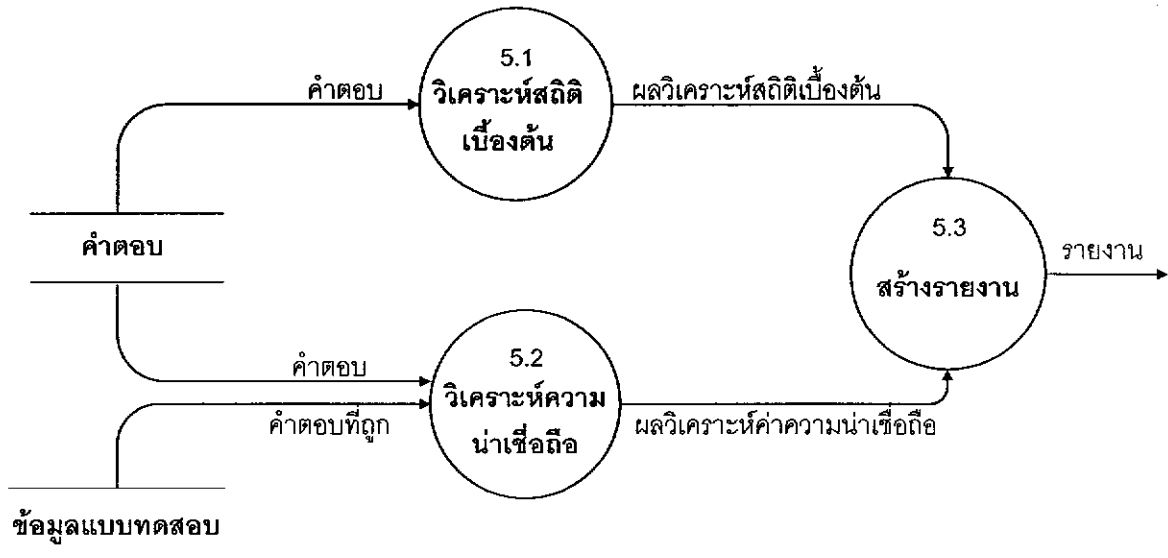 5.1
วิเคราะห์สถิติ
เบื้องต้น
คำตอบ
ผลวิเคราะห์สถิติเบื้องต้น
คำตอบ
5.3
สร้างรายงาน
รายงาน
5.2
วิเคราะห์ความ
น่าเชื่อถือ
คำตอบ
คำตอบที่ถูก
ผลวิเคราะห์ค่าความน่าเชื่อถือ
ข้อมูลแบบทดสอบ